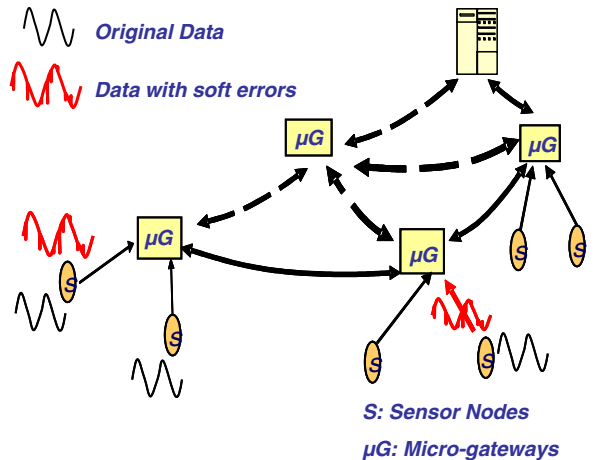 Original Data
Data with soft errors
µG
µG
µG
µG
S
S
S
S
S
S
S: Sensor Nodes
µG: Micro-gateways